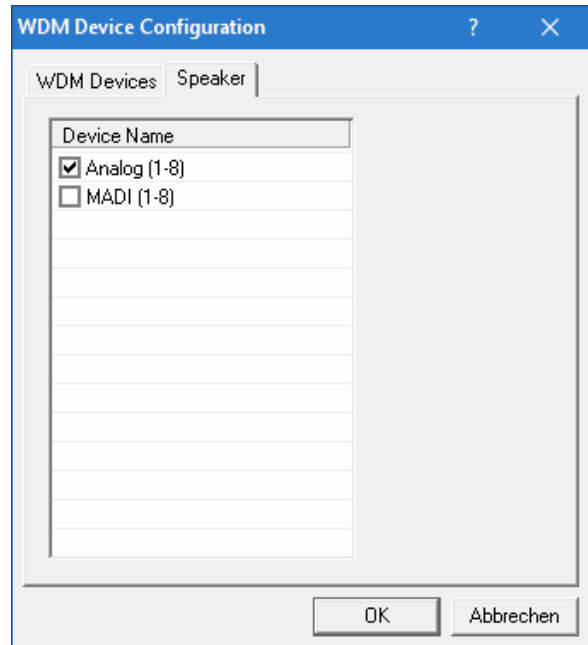 WDM Device Configuration ?
WDM Devices Speaker
Device Name
Analog (1-8)
MADI (1-8)
OK Abbrechen